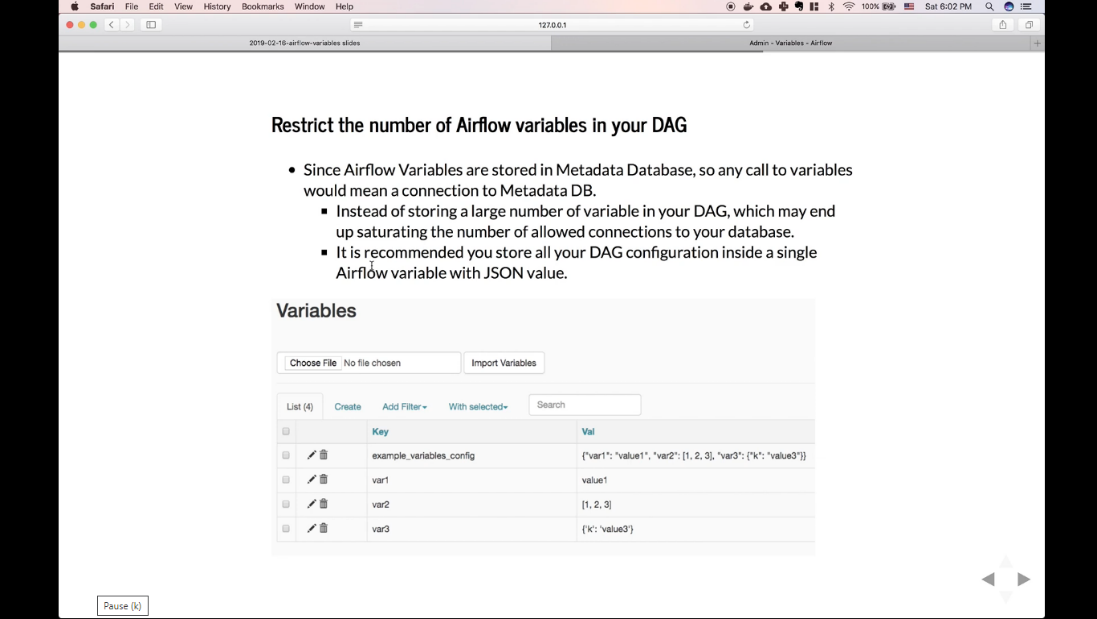 Safari File Edit View History Bookmarks Window Help 100% Sat 6:02 PM
127.0.0.1
2019-02-16-airflow-variables slides Admin - Variables - Airflow
Restrict the number of Airflow variables in your DAG
• Since Airflow Variables are stored in Metadata Database, so any call to variables
would mean a connection to Metadata DB.
▪ Instead of storing a large number of variable in your DAG, which may end
up saturating the number of allowed connections to your database.
▪ It is recommended you store all your DAG configuration inside a single
Airflow variable with JSON value.
Variables
Choose File No file chosen Import Variables
List (4) Create Add Filter With selected Search
Key Val
example_variables_config {"var1": "value1", "var2": [1, 2, 3], "var3": {"k": "value3"}}
var1 value1
var2 [1, 2, 3]
var3 {'k': 'value3'}
Pause (k)